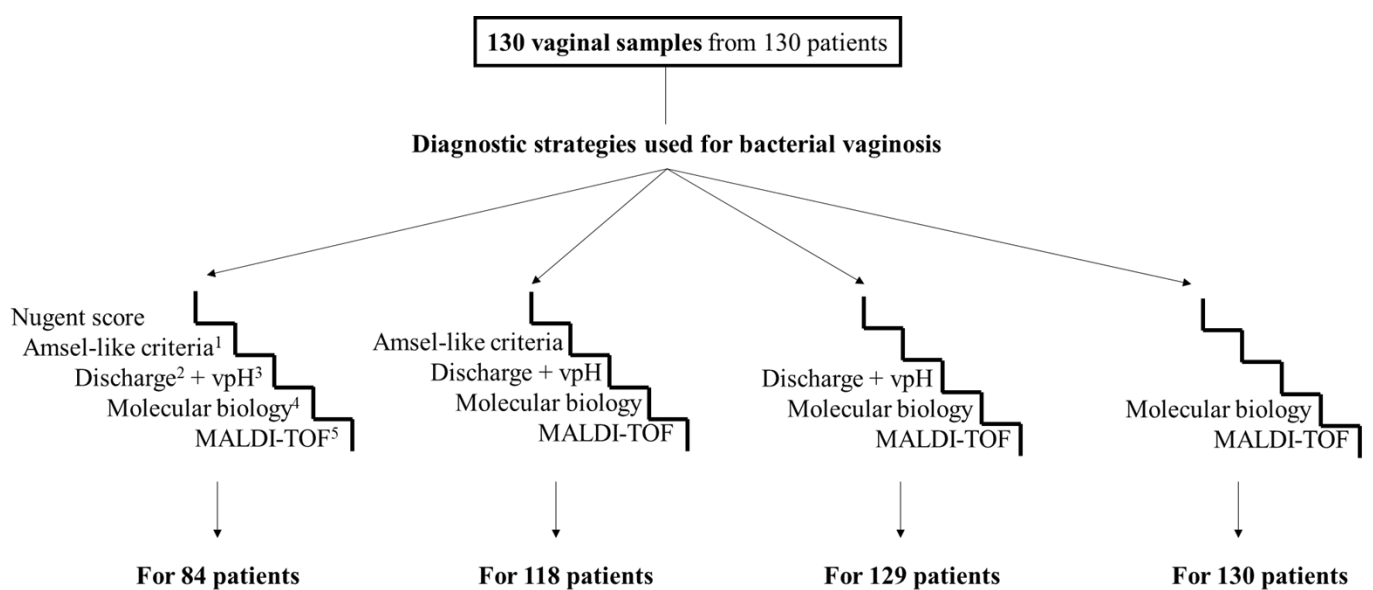 130 vaginal samples from 130 patients
Diagnostic strategies used for bacterial vaginosis
Nugent score
Amsel-like criteria¹
Discharge² + vpH³
Molecular biology⁴
MALDI-TOF⁵
For 84 patients
Amsel-like criteria
Discharge + vpH
Molecular biology
MALDI-TOF
For 118 patients
Discharge + vpH
Molecular biology
MALDI-TOF
For 129 patients
Molecular biology
MALDI-TOF
For 130 patients